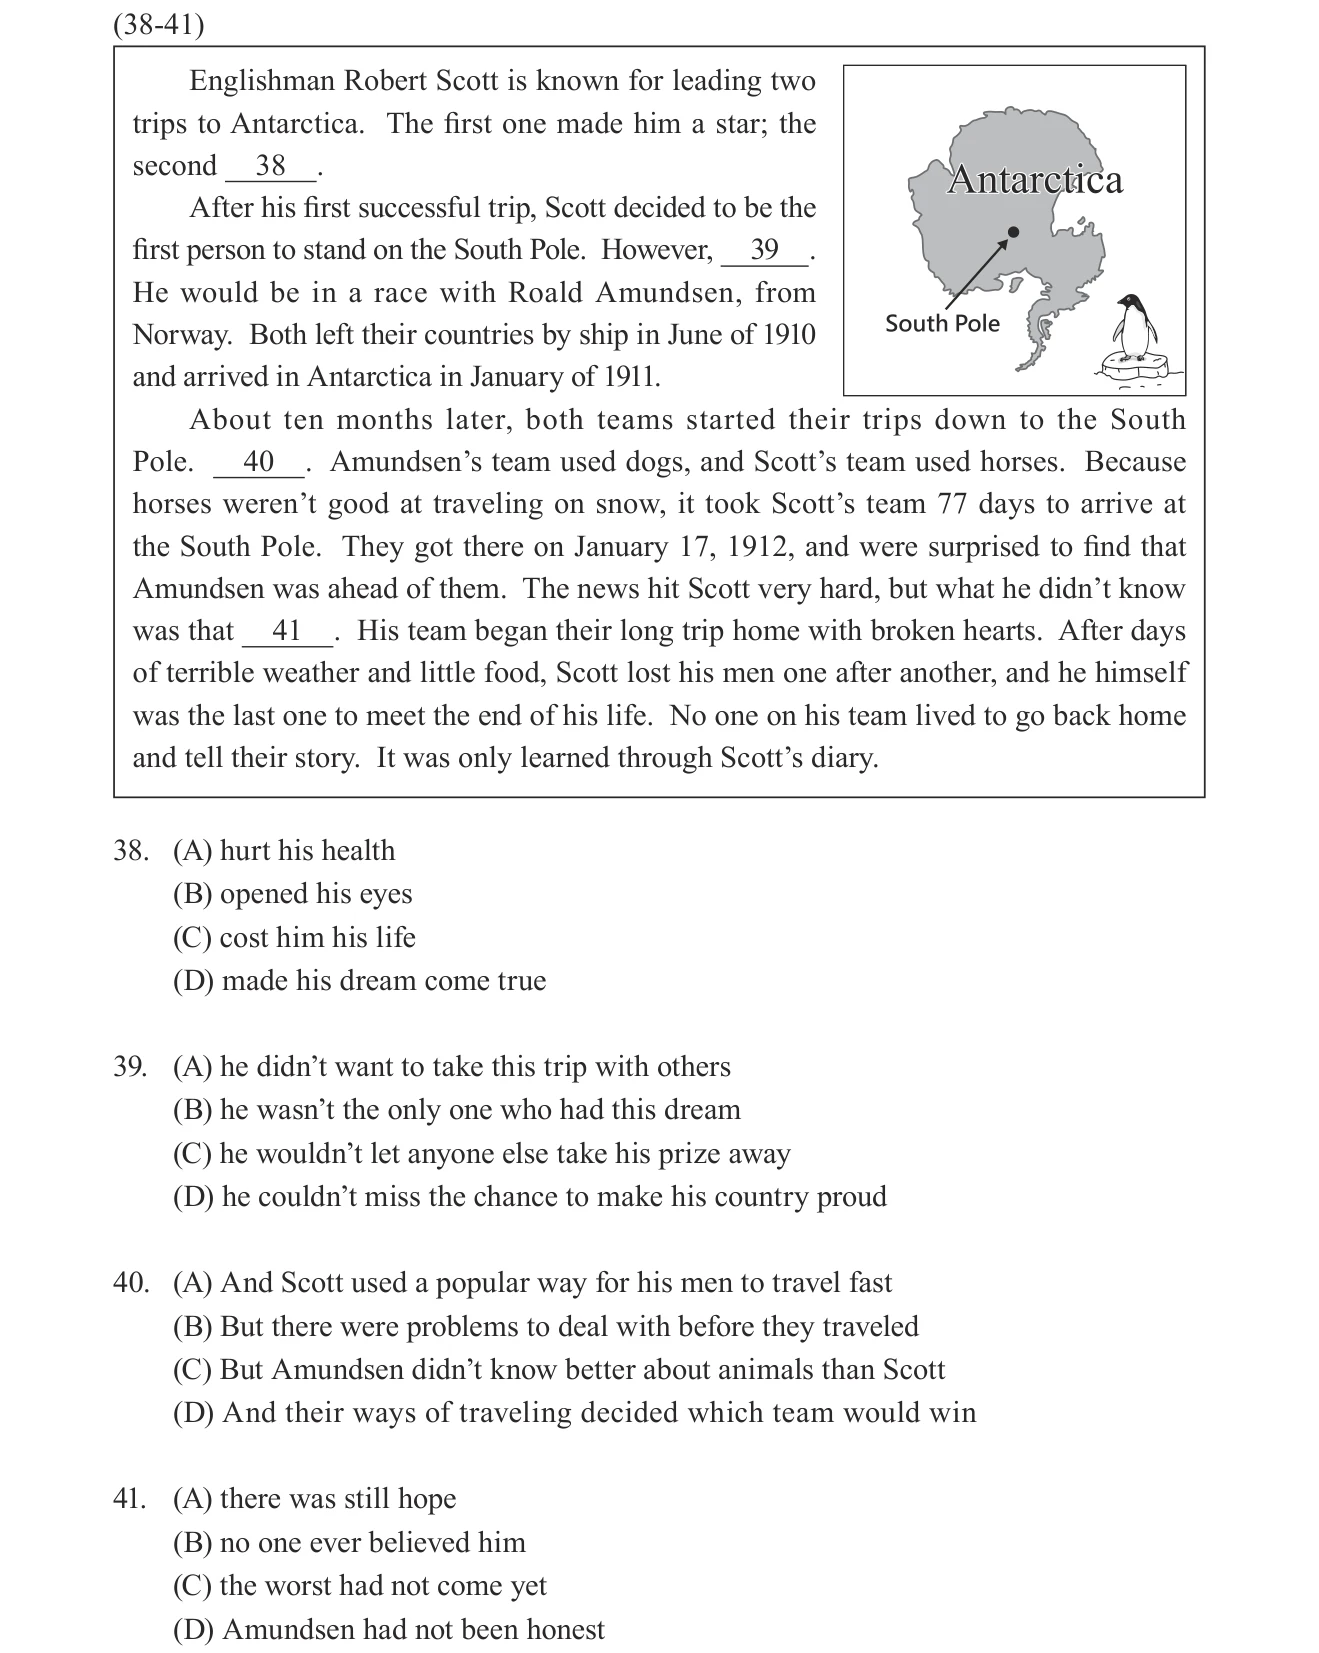 (38-41)
Englishman Robert Scott is known for leading two
trips to Antarctica. The first one made him a star; the
second 38 .
After his first successful trip, Scott decided to be the
first person to stand on the South Pole. However, 39 .
He would be in a race with Roald Amundsen, from
Norway. Both left their countries by ship in June of 1910
and arrived in Antarctica in January of 1911.
Antarctica
South Pole
About ten months later, both teams started their trips down to the South
Pole. 40 . Amundsen’s team used dogs, and Scott’s team used horses. Because
horses weren’t good at traveling on snow, it took Scott’s team 77 days to arrive at
the South Pole. They got there on January 17, 1912, and were surprised to find that
Amundsen was ahead of them. The news hit Scott very hard, but what he didn’t know
was that 41 . His team began their long trip home with broken hearts. After days
of terrible weather and little food, Scott lost his men one after another, and he himself
was the last one to meet the end of his life. No one on his team lived to go back home
and tell their story. It was only learned through Scott’s diary.
38. (A) hurt his health
(B) opened his eyes
(C) cost him his life
(D) made his dream come true
39. (A) he didn’t want to take this trip with others
(B) he wasn’t the only one who had this dream
(C) he wouldn’t let anyone else take his prize away
(D) he couldn’t miss the chance to make his country proud
40. (A) And Scott used a popular way for his men to travel fast
(B) But there were problems to deal with before they traveled
(C) But Amundsen didn’t know better about animals than Scott
(D) And their ways of traveling decided which team would win
41. (A) there was still hope
(B) no one ever believed him
(C) the worst had not come yet
(D) Amundsen had not been honest